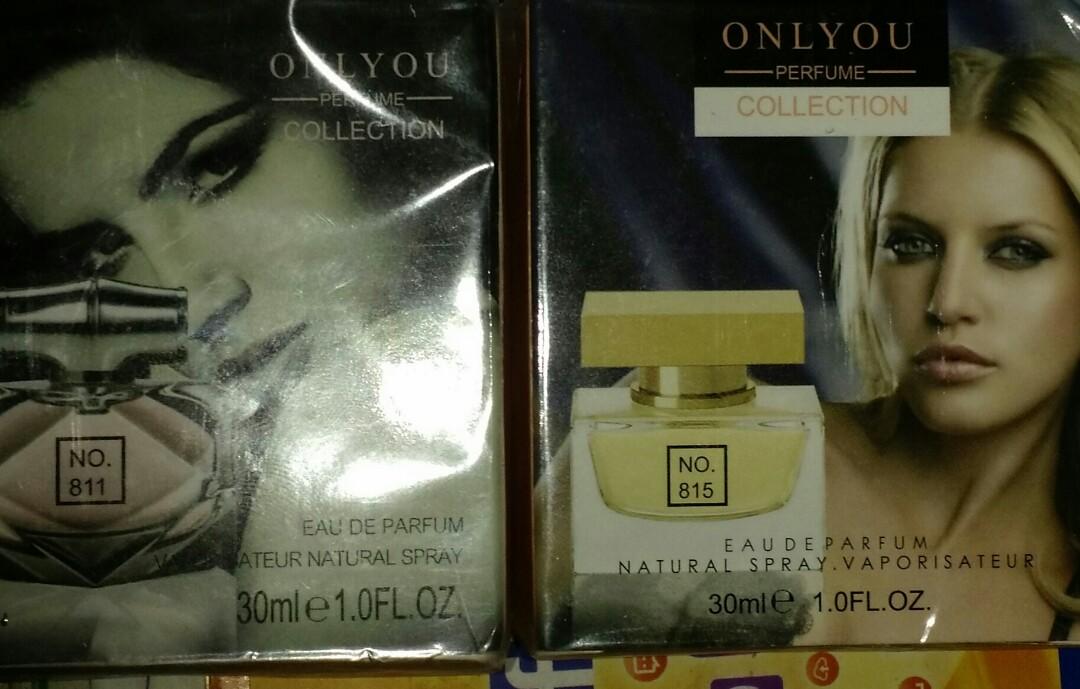 ONLYOU
PERFUME
COLLECTION
NO.
811
EAU DE PARFUM
ATEUR NATURAL SPRAY
30ml e 1.0FL.OZ.
ONLYOU
PERFUME
COLLECTION
NO.
815
EAU DE PARFUM
NATURAL SPRAY.VAPORISATEUR
30ml e 1.0FL.OZ.